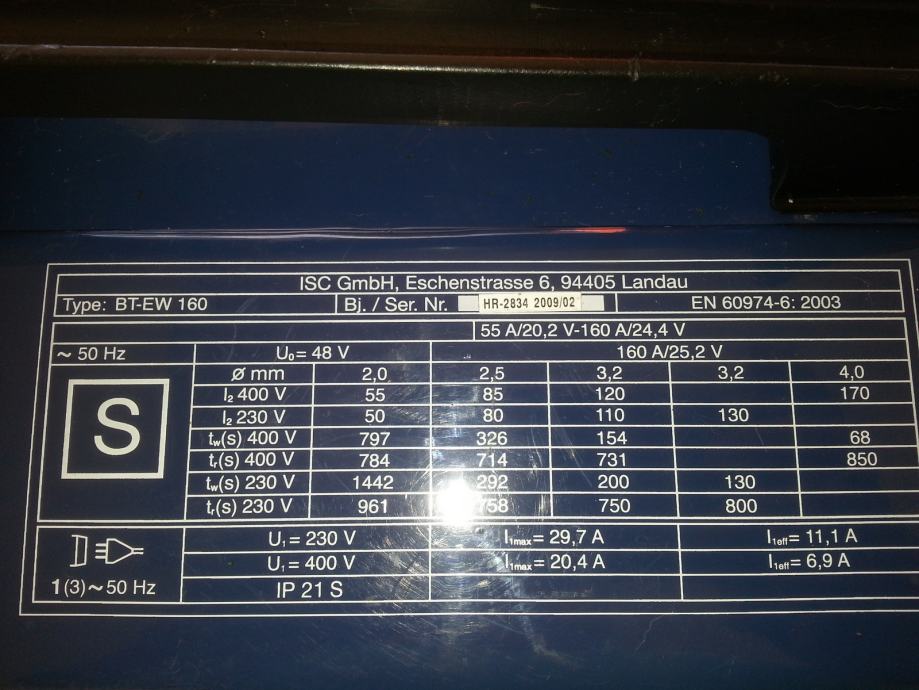 ISC GmbH, Eschenstrasse 6, 94405 Landau
Type: BT-EW 160 Bj. / Ser. Nr. HR-2834 2009/02 EN 60974-6: 2003
55 A/20,2 V-160 A/24,4 V
~ 50 Hz U₀= 48 V 160 A/25,2 V
S
Ø mm 2,0 2,5 3,2 3,2 4,0
I₂ 400 V 55 85 120 170
I₂ 230 V 50 80 110 130
tw(s) 400 V 797 326 154 68
tr(s) 400 V 784 714 731 850
tw(s) 230 V 1442 292 200 130
tr(s) 230 V 961 758 750 800
U₁ = 230 V I1max = 29,7 A I1eff = 11,1 A
U₁ = 400 V I1max = 20,4 A I1eff = 6,9 A
1(3)~50 Hz IP 21 S